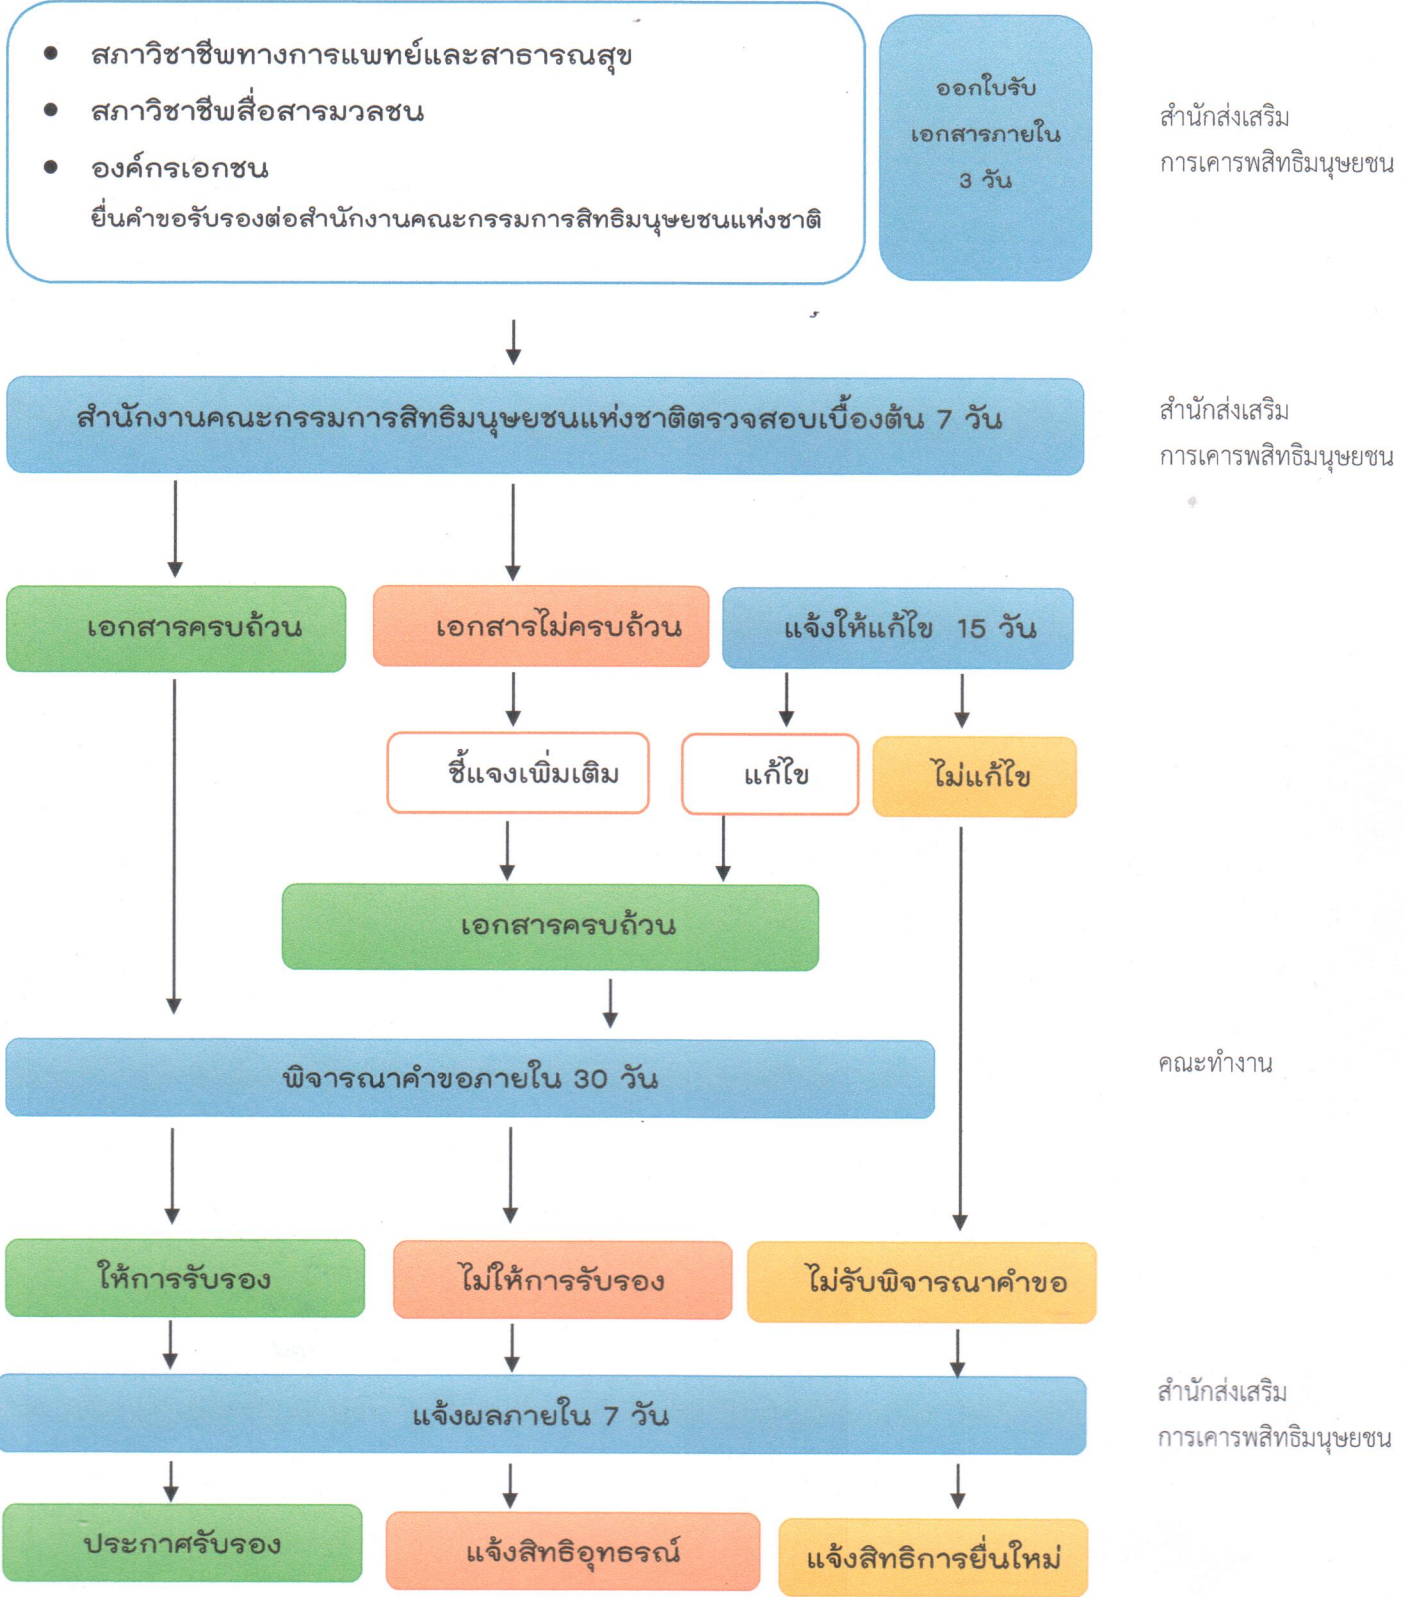 • สภาวิชาชีพทางการแพทย์และสาธารณสุข
• สภาวิชาชีพสื่อสารมวลชน
• องค์กรเอกชน
ยื่นคำขอรับรองต่อสำนักงานคณะกรรมการสิทธิมนุษยชนแห่งชาติ
ออกใบรับ
เอกสารภายใน
3 วัน
สำนักส่งเสริม
การเคารพสิทธิมนุษยชน
สำนักงานคณะกรรมการสิทธิมนุษยชนแห่งชาติตรวจสอบเบื้องต้น 7 วัน
สำนักส่งเสริม
การเคารพสิทธิมนุษยชน
เอกสารครบถ้วน
เอกสารไม่ครบถ้วน
แจ้งให้แก้ไข 15 วัน
ชี้แจงเพิ่มเติม
แก้ไข
ไม่แก้ไข
เอกสารครบถ้วน
พิจารณาคำขอภายใน 30 วัน
คณะทำงาน
ให้การรับรอง
ไม่ให้การรับรอง
ไม่รับพิจารณาคำขอ
แจ้งผลภายใน 7 วัน
สำนักส่งเสริม
การเคารพสิทธิมนุษยชน
ประกาศรับรอง
แจ้งสิทธิอุทธรณ์
แจ้งสิทธิการยื่นใหม่